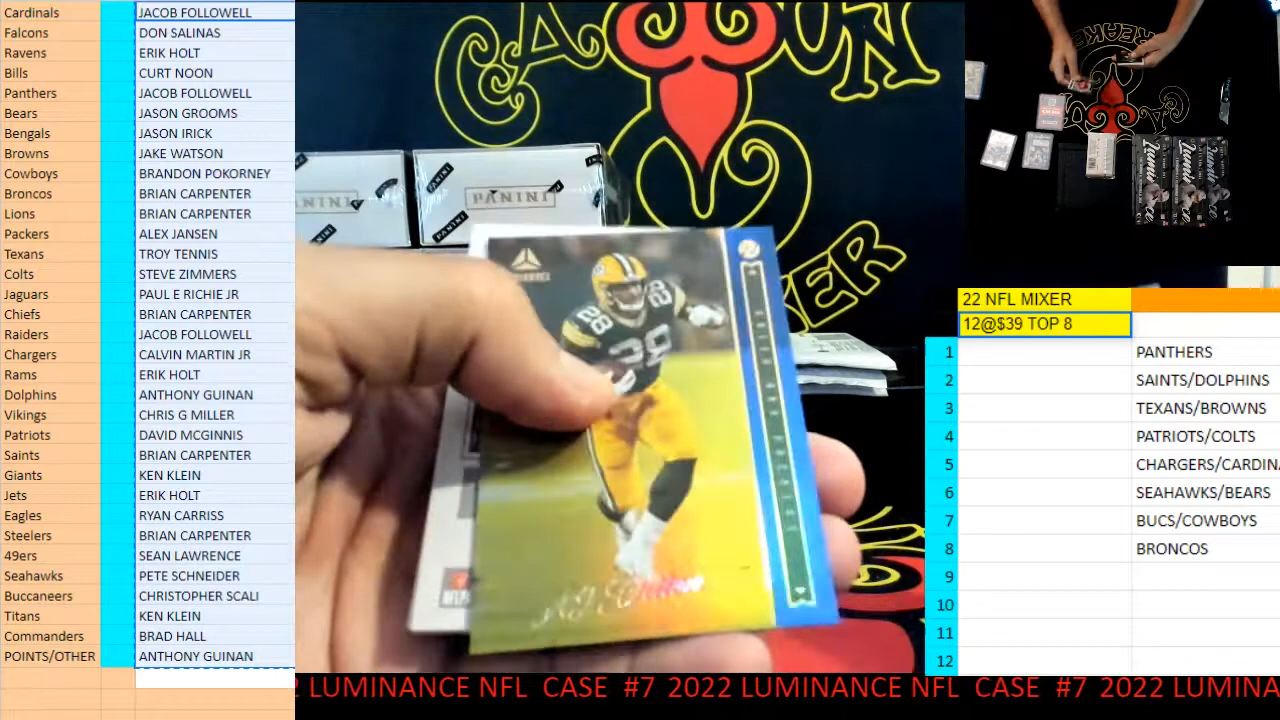 Cardinals JACOB FOLLOWELL
Falcons DON SALINAS
Ravens ERIK HOLT
Bills CURT NOON
Panthers JACOB FOLLOWELL
Bears JASON GROOMS
Bengals JASON IRICK
Browns JAKE WATSON
Cowboys BRANDON POKORNEY
Broncos BRIAN CARPENTER
Lions BRIAN CARPENTER
Packers ALEX JANSEN
Texans TROY TENNIS
Colts STEVE ZIMMERS
Jaguars PAUL E RICHIE JR
Chiefs BRIAN CARPENTER
Raiders JACOB FOLLOWELL
Chargers CALVIN MARTIN JR
Rams ERIK HOLT
Dolphins ANTHONY GUINAN
Vikings CHRIS G MILLER
Patriots DAVID MCGINNIS
Saints BRIAN CARPENTER
Giants KEN KLEIN
Jets ERIK HOLT
Eagles RYAN CARRISS
Steelers BRIAN CARPENTER
49ers SEAN LAWRENCE
Seahawks PETE SCHNEIDER
Buccaneers CHRISTOPHER SCALI
Titans KEN KLEIN
Commanders BRAD HALL
POINTS/OTHER ANTHONY GUINAN
PANINI
PANINI
28
28
22 NFL MIXER
12@$39 TOP 8
1 PANTHERS
2 SAINTS/DOLPHINS
3 TEXANS/BROWNS
4 PATRIOTS/COLTS
5 CHARGERS/CARDINA
6 SEAHAWKS/BEARS
7 BUCS/COWBOYS
8 BRONCOS
9
10
11
12
2 LUMINANCE NFL CASE #7 2022 LUMINANCE NFL CASE #7 2022 LUMINA